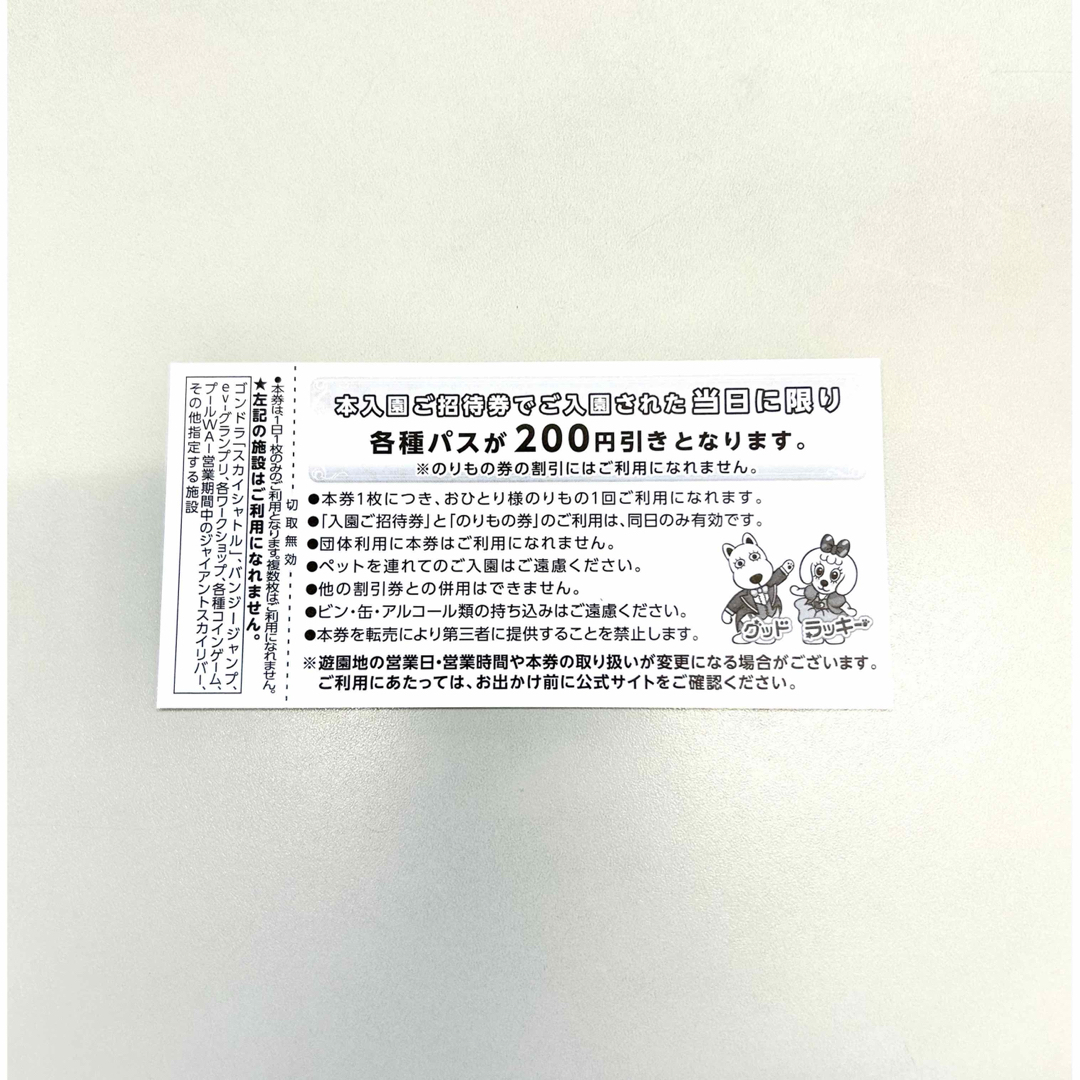 本入園ご招待券でご入園された当日に限り
各種パスが200円引きとなります。
※のりもの券の割引にはご利用になれません。
●本券1枚につき、おひとり様のりもの1回ご利用になれます。
●「入園ご招待券」と「のりもの券」のご利用は、同日のみ有効です。
●団体利用に本券はご利用になれません。
●ペットを連れてのご入園はご遠慮ください。
●他の割引券との併用はできません。
●ビン・缶・アルコール類の持ち込みはご遠慮ください。
●本券を転売により第三者に提供することを禁止します。
※遊園地の営業日・営業時間や本券の取り扱いが変更になる場合がございます。
ご利用にあたっては、お出かけ前に公式サイトをご確認ください。
グッド
ラッキー
切取無効
●本券は、1日1枚のみのご利用となります。複数枚はご利用になれません。
★左記の施設はご利用になれません。
ゴンドラ「スカイシャトル」、バンジージャンプ、
ev-グランプリ、各ワークショップ、各種コインゲーム、
プールWAI営業期間中のジャイアントスカイリバー、
その他指定する施設